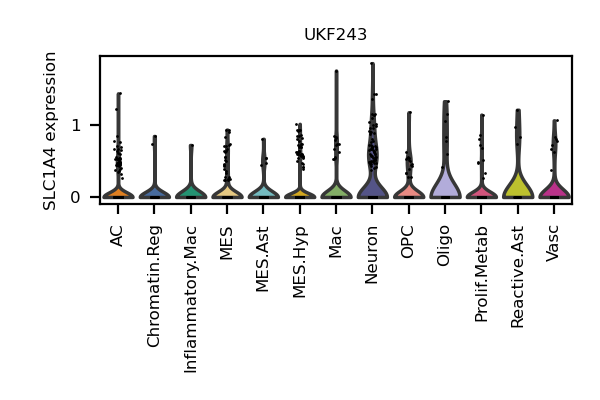 UKF243
SLC1A4 expression
1
0
AC
Chromatin.Reg
Inflammatory.Mac
MES
MES.Ast
MES.Hyp
Mac
Neuron
OPC
Oligo
Prolif.Metab
Reactive.Ast
Vasc